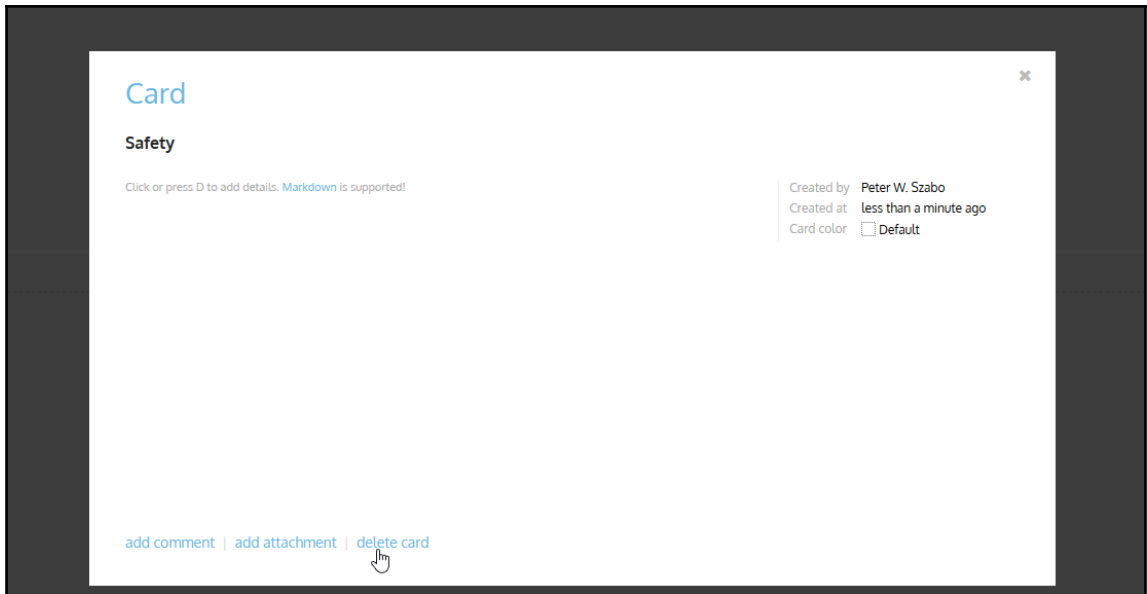 Card
Safety
Click or press D to add details. Markdown is supported!
Created by Peter W. Szabo
Created at less than a minute ago
Card color Default
add comment | add attachment | delete card